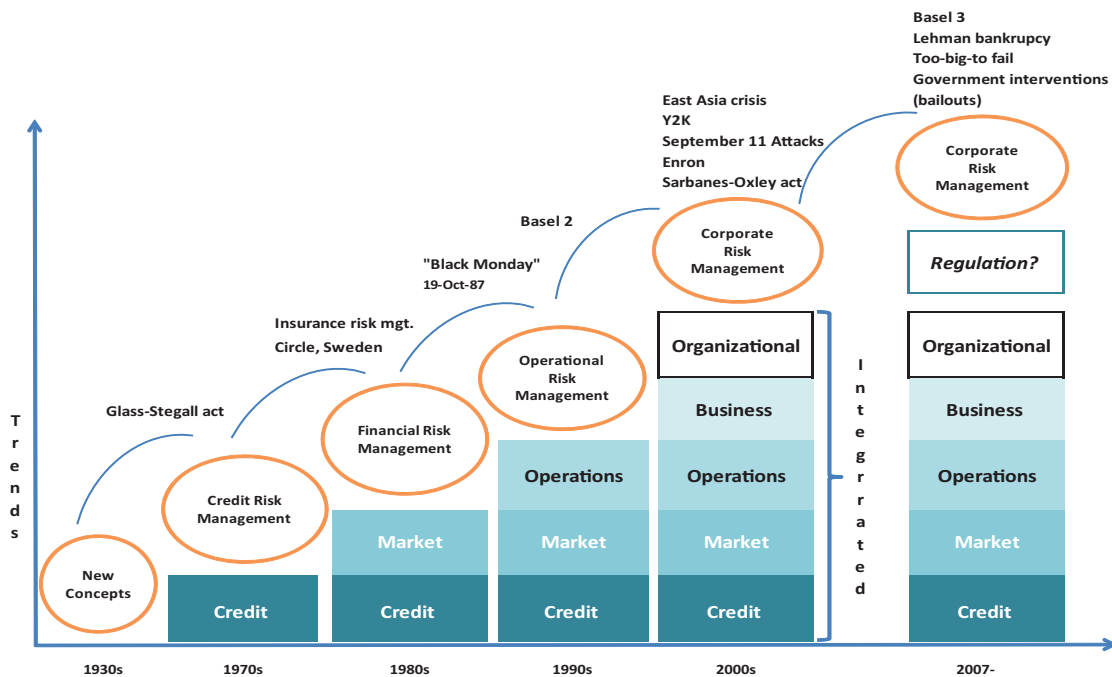 Basel 3
Lehman bankrupcy
Too-big-to fail
Government interventions
(bailouts)
East Asia crisis
Y2K
September 11 Attacks
Enron
Sarbanes-Oxley act
Corporate
Risk
Management
Basel 2
Corporate
Risk
Management
Regulation?
"Black Monday"
19-Oct-87
Insurance risk mgt.
Circle, Sweden
Operational
Risk
Management
Organizational
Organizational
Glass-Stegall act
Financial Risk
Management
Business
Business
Credit Risk
Management
Operations
Operations
Operations
New
Concepts
Market
Market
Market
Market
Credit
Credit
Credit
Credit
Credit
Trends
Integrrated
1930s
1970s
1980s
1990s
2000s
2007-